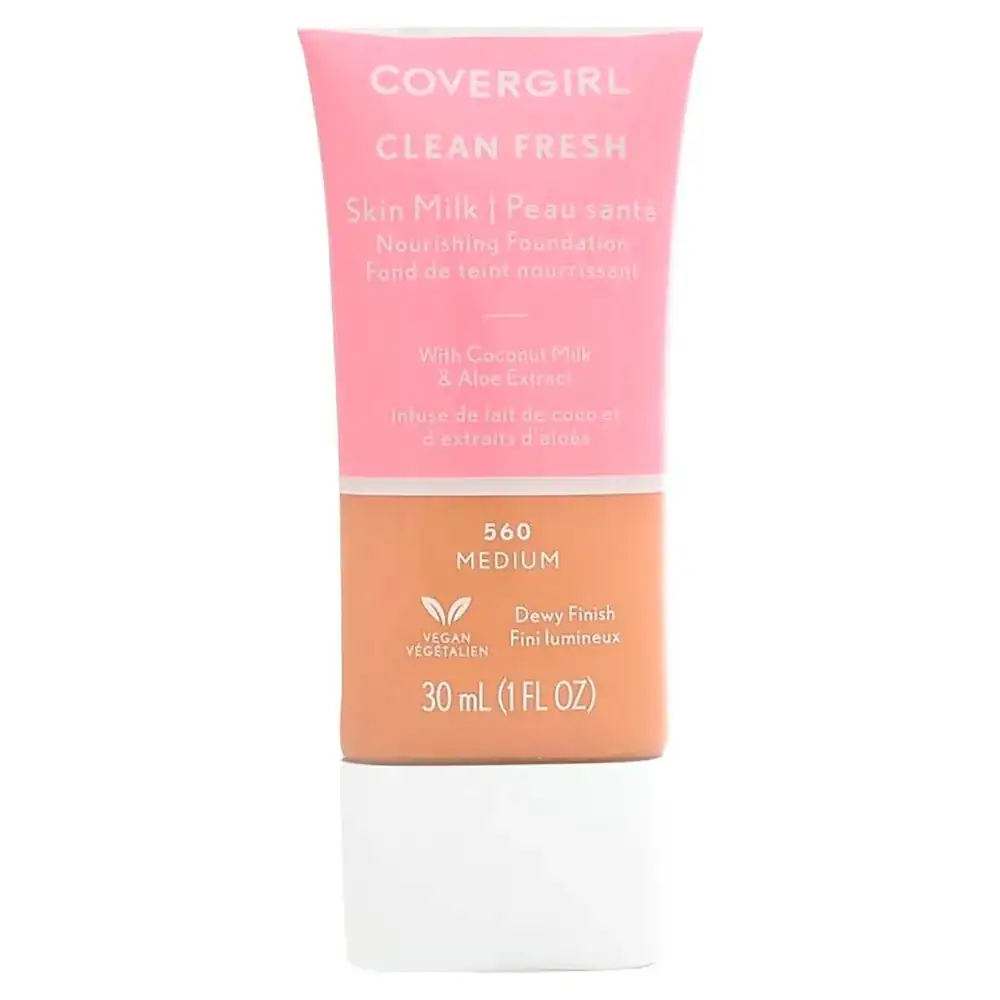 COVERGIRL
CLEAN FRESH
Skin Milk | Peau santé
Nourishing Foundation
Fond de teint nourrissant
With Coconut Milk
& Aloe Extract
Infuse de lait de coco et
d'extraits d'aloès
560
MEDIUM
VEGAN
VÉGÉTALIEN
Dewy Finish
Fini lumineux
30 mL (1 FL OZ)